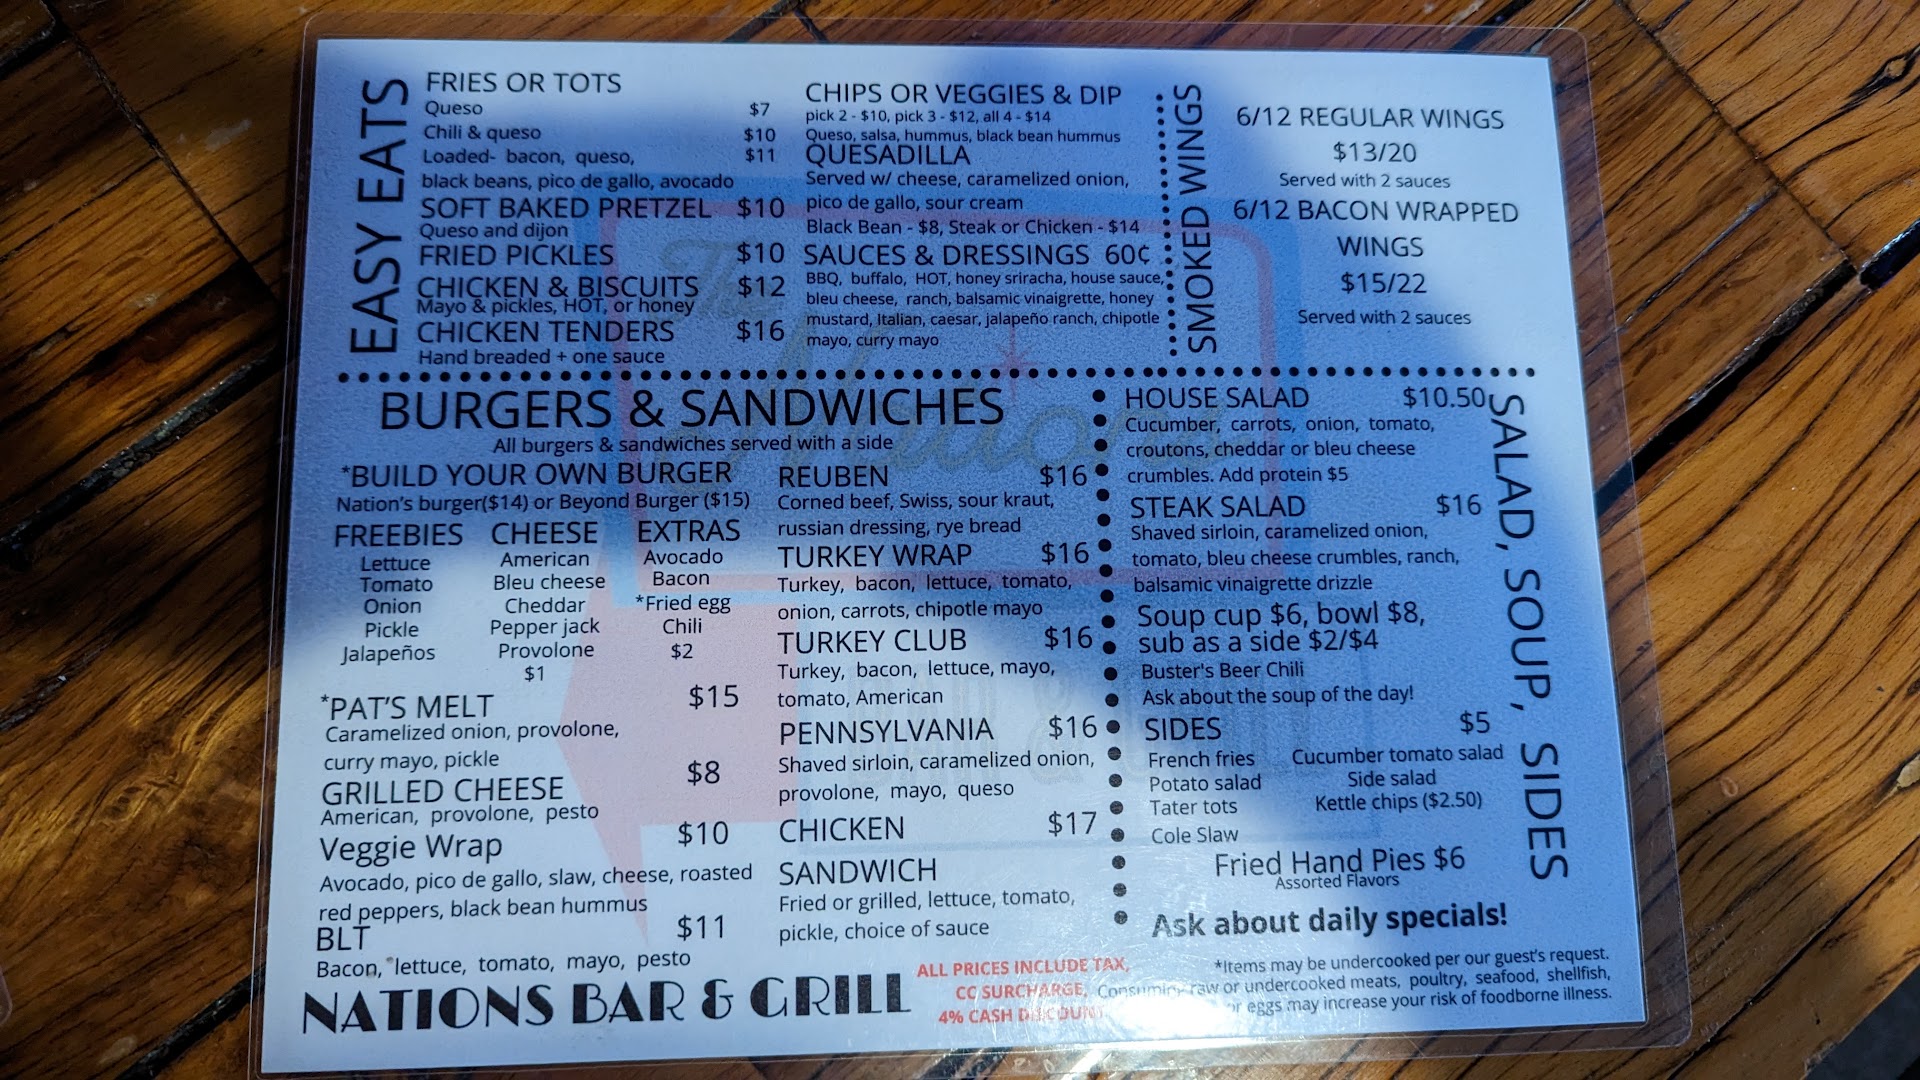 EASY EATS
FRIES OR TOTS
Queso $7
Chili & queso $10
Loaded- bacon, queso, $11
black beans, pico de gallo, avocado
SOFT BAKED PRETZEL $10
Queso and dijon
FRIED PICKLES $10
CHICKEN & BISCUITS $12
Mayo & pickles, HOT, or honey
CHICKEN TENDERS $16
Hand breaded + one sauce
CHIPS OR VEGGIES & DIP
pick 2 - $10, pick 3 - $12, all 4 - $14
Queso, salsa, hummus, black bean hummus
QUESADILLA
Served w/ cheese, caramelized onion,
pico de gallo, sour cream
Black Bean - $8, Steak or Chicken - $14
SAUCES & DRESSINGS 60¢
BBQ, buffalo, HOT, honey sriracha, house sauce,
bleu cheese, ranch, balsamic vinaigrette, honey
mustard, Italian, caesar, jalapeño ranch, chipotle
mayo, curry mayo
SMOKED WINGS
6/12 REGULAR WINGS
$13/20
Served with 2 sauces
6/12 BACON WRAPPED
WINGS
$15/22
Served with 2 sauces
BURGERS & SANDWICHES
All burgers & sandwiches served with a side
*BUILD YOUR OWN BURGER
Nation's burger($14) or Beyond Burger ($15)
FREEBIES
Lettuce
Tomato
Onion
Pickle
Jalapeños
CHEESE
American
Bleu cheese
Cheddar
Pepper jack
Provolone
$1
EXTRAS
Avocado
Bacon
*Fried egg
Chili
$2
*PAT'S MELT $15
Caramelized onion, provolone,
curry mayo, pickle
GRILLED CHEESE $8
American, provolone, pesto
Veggie Wrap $10
Avocado, pico de gallo, slaw, cheese, roasted
red peppers, black bean hummus
BLT $11
Bacon, lettuce, tomato, mayo, pesto
REUBEN $16
Corned beef, Swiss, sour kraut,
russian dressing, rye bread
TURKEY WRAP $16
Turkey, bacon, lettuce, tomato,
onion, carrots, chipotle mayo
TURKEY CLUB $16
Turkey, bacon, lettuce, mayo,
tomato, American
PENNSYLVANIA $16
Shaved sirloin, caramelized onion,
provolone, mayo, queso
CHICKEN $17
SANDWICH
Fried or grilled, lettuce, tomato,
pickle, choice of sauce
SALAD, SOUP, SIDES
HOUSE SALAD $10.50
Cucumber, carrots, onion, tomato,
croutons, cheddar or bleu cheese
crumbles. Add protein $5
STEAK SALAD $16
Shaved sirloin, caramelized onion,
tomato, bleu cheese crumbles, ranch,
balsamic vinaigrette drizzle
Soup cup $6, bowl $8,
sub as a side $2/$4
Buster's Beer Chili
Ask about the soup of the day!
SIDES $5
French fries
Potato salad
Tater tots
Cole Slaw
Cucumber tomato salad
Side salad
Kettle chips ($2.50)
Fried Hand Pies $6
Assorted Flavors
Ask about daily specials!
NATIONS BAR & GRILL
ALL PRICES INCLUDE TAX,
CC SURCHARGE,
4% CASH DISCOUNT
*Items may be undercooked per our guest's request.
Consuming raw or undercooked meats, poultry, seafood, shellfish,
or eggs may increase your risk of foodborne illness.